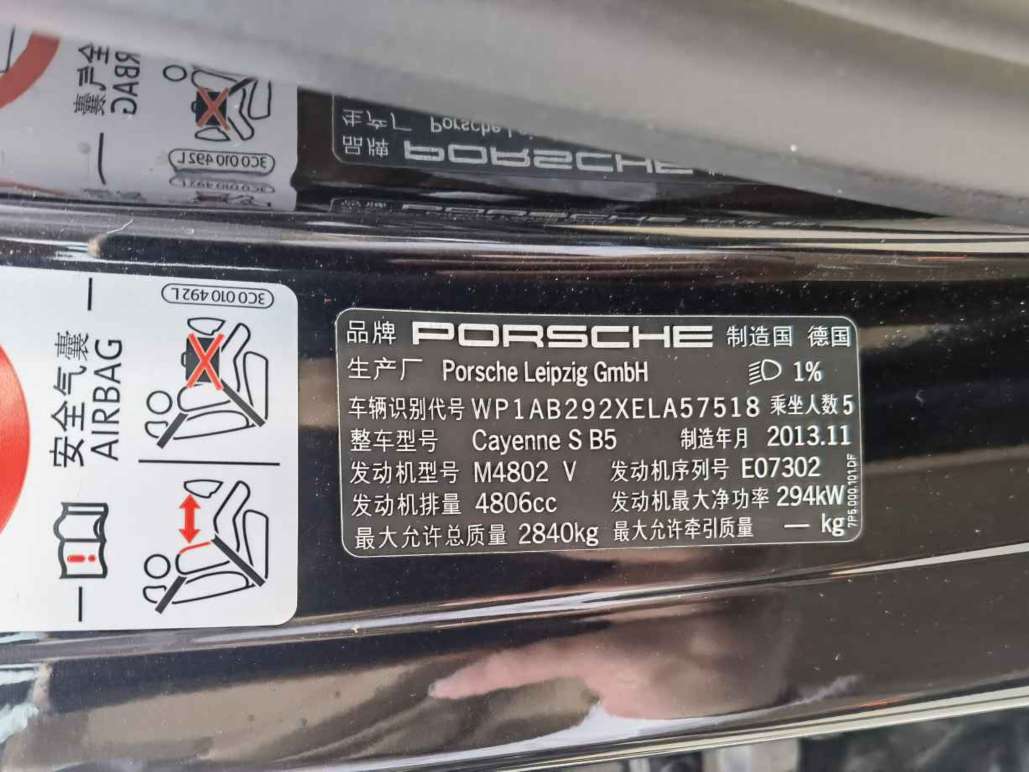 安全气囊
AIRBAG
3C0 010 492 L
品牌 PORSCHE 制造国 德国
生产厂 Porsche Leipzig GmbH 1%
车辆识别代号 WP1AB292XELA57518 乘坐人数 5
整车型号 Cayenne S B5 制造年月 2013.11
发动机型号 M4802 V 发动机序列号 E07302
发动机排量 4806cc 发动机最大净功率 294kW
最大允许总质量 2840kg 最大允许牵引质量 — kg
7P5.000.101.DF